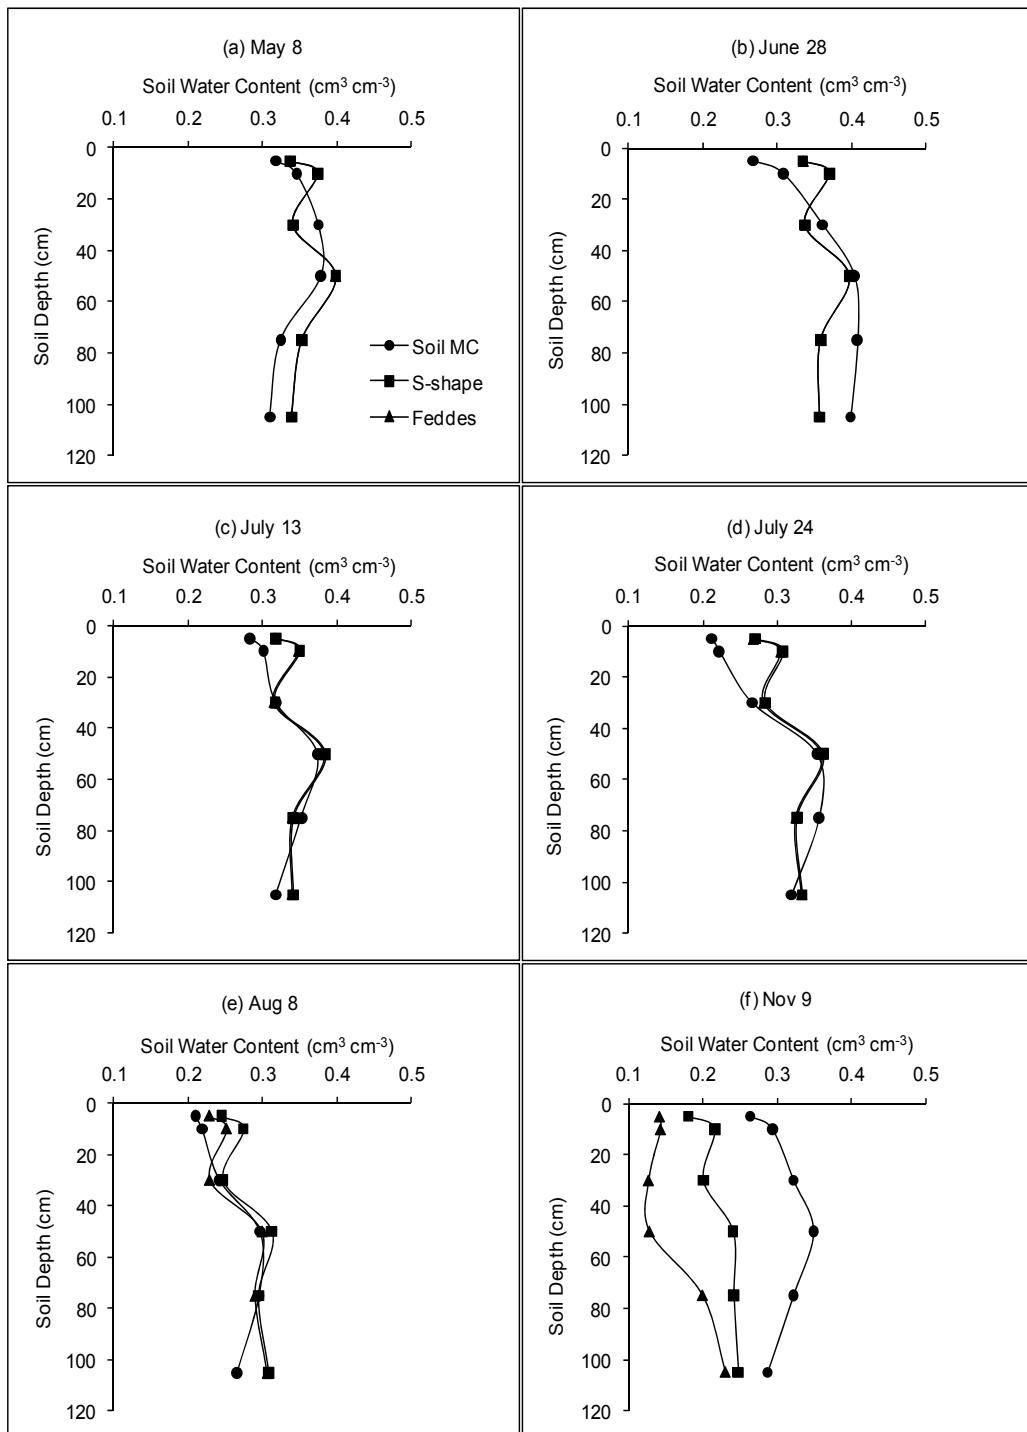 (a) May 8
Soil Water Content (cm³ cm⁻³)
0.1 0.2 0.3 0.4 0.5
0
20
40
60
80
100
120
Soil Depth (cm)
Soil MC
S-shape
Feddes
(b) June 28
Soil Water Content (cm³ cm⁻³)
0.1 0.2 0.3 0.4 0.5
0
20
40
60
80
100
120
Soil Depth (cm)
(c) July 13
Soil Water Content (cm³ cm⁻³)
0.1 0.2 0.3 0.4 0.5
0
20
40
60
80
100
120
Soil Depth (cm)
(d) July 24
Soil Water Content (cm³ cm⁻³)
0.1 0.2 0.3 0.4 0.5
0
20
40
60
80
100
120
Soil Depth (cm)
(e) Aug 8
Soil Water Content (cm³ cm⁻³)
0.1 0.2 0.3 0.4 0.5
0
20
40
60
80
100
120
Soil Depth (cm)
(f) Nov 9
Soil Water Content (cm³ cm⁻³)
0.1 0.2 0.3 0.4 0.5
0
20
40
60
80
100
120
Soil Depth (cm)